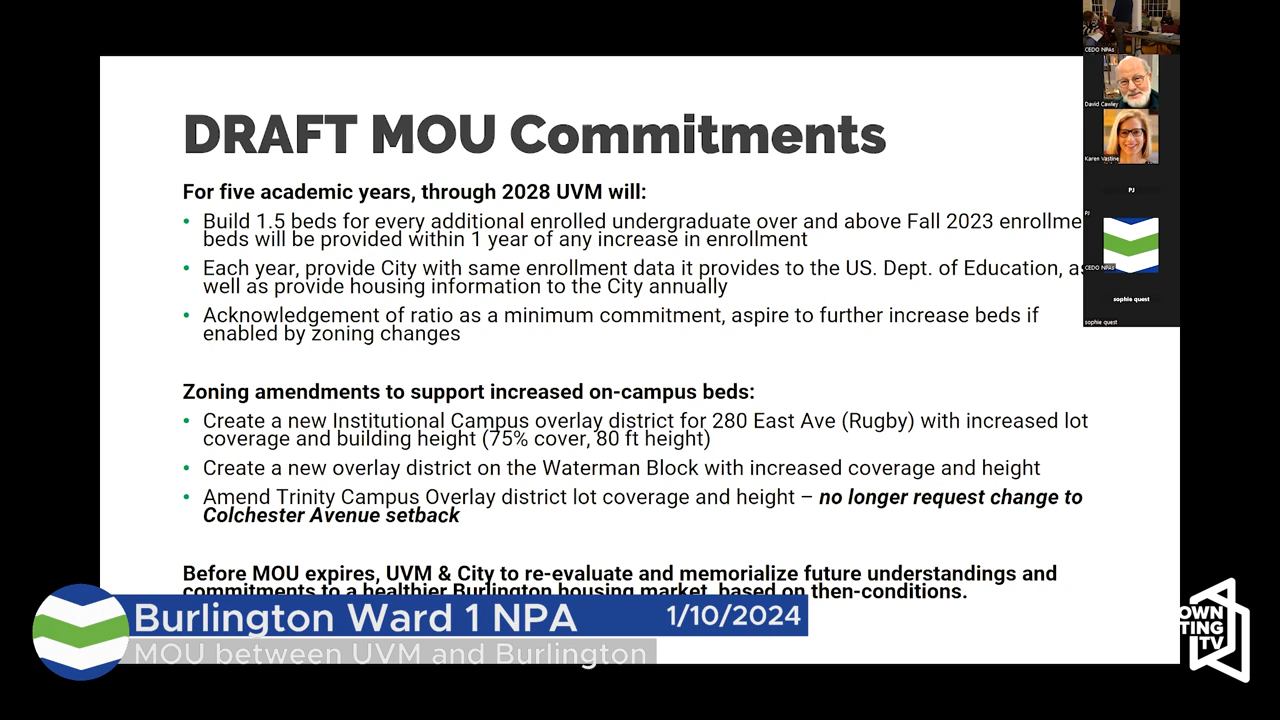 DRAFT MOU Commitments
For five academic years, through 2028 UVM will:
• Build 1.5 beds for every additional enrolled undergraduate over and above Fall 2023 enrollme
beds will be provided within 1 year of any increase in enrollment
• Each year, provide City with same enrollment data it provides to the US. Dept. of Education, as
well as provide housing information to the City annually
• Acknowledgement of ratio as a minimum commitment, aspire to further increase beds if
enabled by zoning changes
Zoning amendments to support increased on-campus beds:
• Create a new Institutional Campus overlay district for 280 East Ave (Rugby) with increased lot
coverage and building height (75% cover, 80 ft height)
• Create a new overlay district on the Waterman Block with increased coverage and height
• Amend Trinity Campus Overlay district lot coverage and height – no longer request change to
Colchester Avenue setback
Before MOU expires, UVM & City to re-evaluate and memorialize future understandings and
commitments to a healthier Burlington housing market, based on then-conditions.
CEDO NPAs
David Cawley
Karen Vastine
PJ
PJ
CEDO NPAs
sophie quest
sophie quest
Burlington Ward 1 NPA 1/10/2024
MOU between UVM and Burlington
OWN
TING
TV